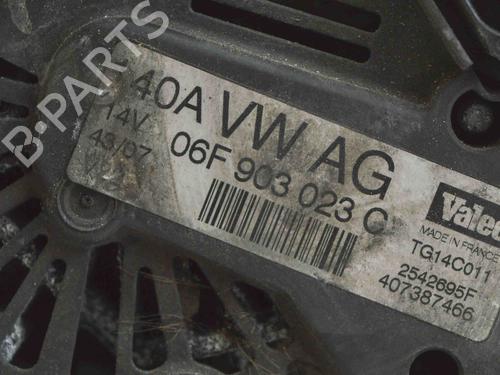 B-PARTS
40A VW AG
14V
06F 903 023 C
43/07
Valeo
MADE IN FRANCE
TG14C011
2542695F
407387466